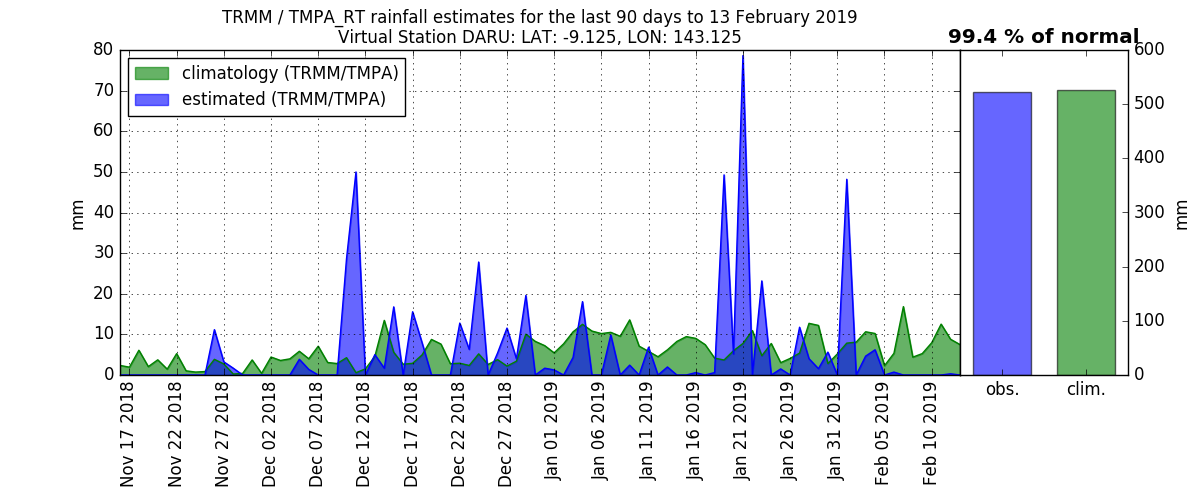 TRMM / TMPA_RT rainfall estimates for the last 90 days to 13 February 2019
Virtual Station DARU: LAT: -9.125, LON: 143.125
99.4 % of normal
climatology (TRMM/TMPA)
estimated (TRMM/TMPA)
80
70
60
50
40
30
20
10
0
mm
Nov 17 2018
Nov 22 2018
Nov 27 2018
Dec 02 2018
Dec 07 2018
Dec 12 2018
Dec 17 2018
Dec 22 2018
Dec 27 2018
Jan 01 2019
Jan 06 2019
Jan 11 2019
Jan 16 2019
Jan 21 2019
Jan 26 2019
Jan 31 2019
Feb 05 2019
Feb 10 2019
600
500
400
300
200
100
0
mm
obs.
clim.